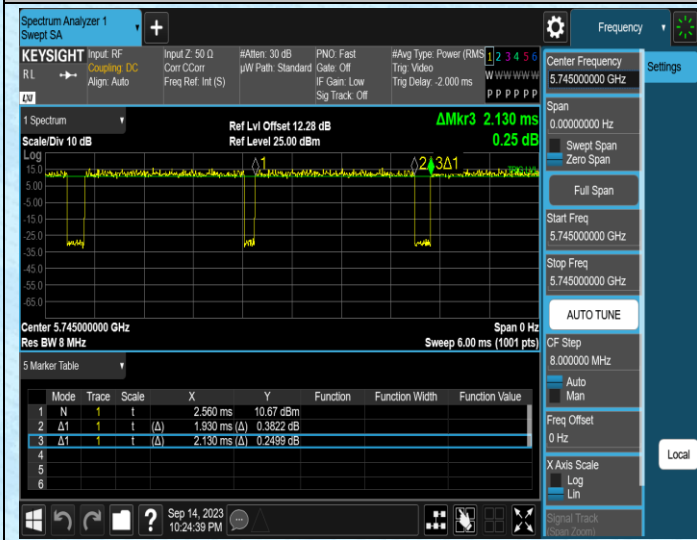 Spectrum Analyzer 1
Swept SA
Frequency
KEYSIGHT
RL
LXI
Input: RF
Coupling: DC
Align: Auto
Input Z: 50 Ω
Corr CCorr
Freq Ref: Int (S)
#Atten: 30 dB
µW Path: Standard
PNO: Fast
Gate: Off
IF Gain: Low
Sig Track: Off
#Avg Type: Power (RMS
Trig: Video
Trig Delay: -2.000 ms
1 2 3 4 5 6
W W W W W W
P P P P P P
1 Spectrum
Scale/Div 10 dB
Log
Ref Lvl Offset 12.28 dB
Ref Level 25.00 dBm
ΔMkr3 2.130 ms
0.25 dB
1
2 3Δ1
15.0
5.00
-5.00
-15.0
-25.0
-35.0
-45.0
-55.0
-65.0
Center 5.745000000 GHz
Res BW 8 MHz
Span 0 Hz
Sweep 6.00 ms (1001 pts)
5 Marker Table
Mode Trace Scale X Y Function Function Width Function Value
1 N 1 t 2.560 ms 10.67 dBm
2 Δ1 1 t (Δ) 1.930 ms (Δ) 0.3822 dB
3 Δ1 1 t (Δ) 2.130 ms (Δ) 0.2499 dB
4
5
6
?
Sep 14, 2023
10:24:39 PM
Center Frequency
5.745000000 GHz
Span
0.00000000 Hz
Swept Span
Zero Span
Full Span
Start Freq
5.745000000 GHz
Stop Freq
5.745000000 GHz
AUTO TUNE
CF Step
8.000000 MHz
Auto
Man
Freq Offset
0 Hz
X Axis Scale
Log
Lin
Signal Track
(Span Zoom)
Settings
Local